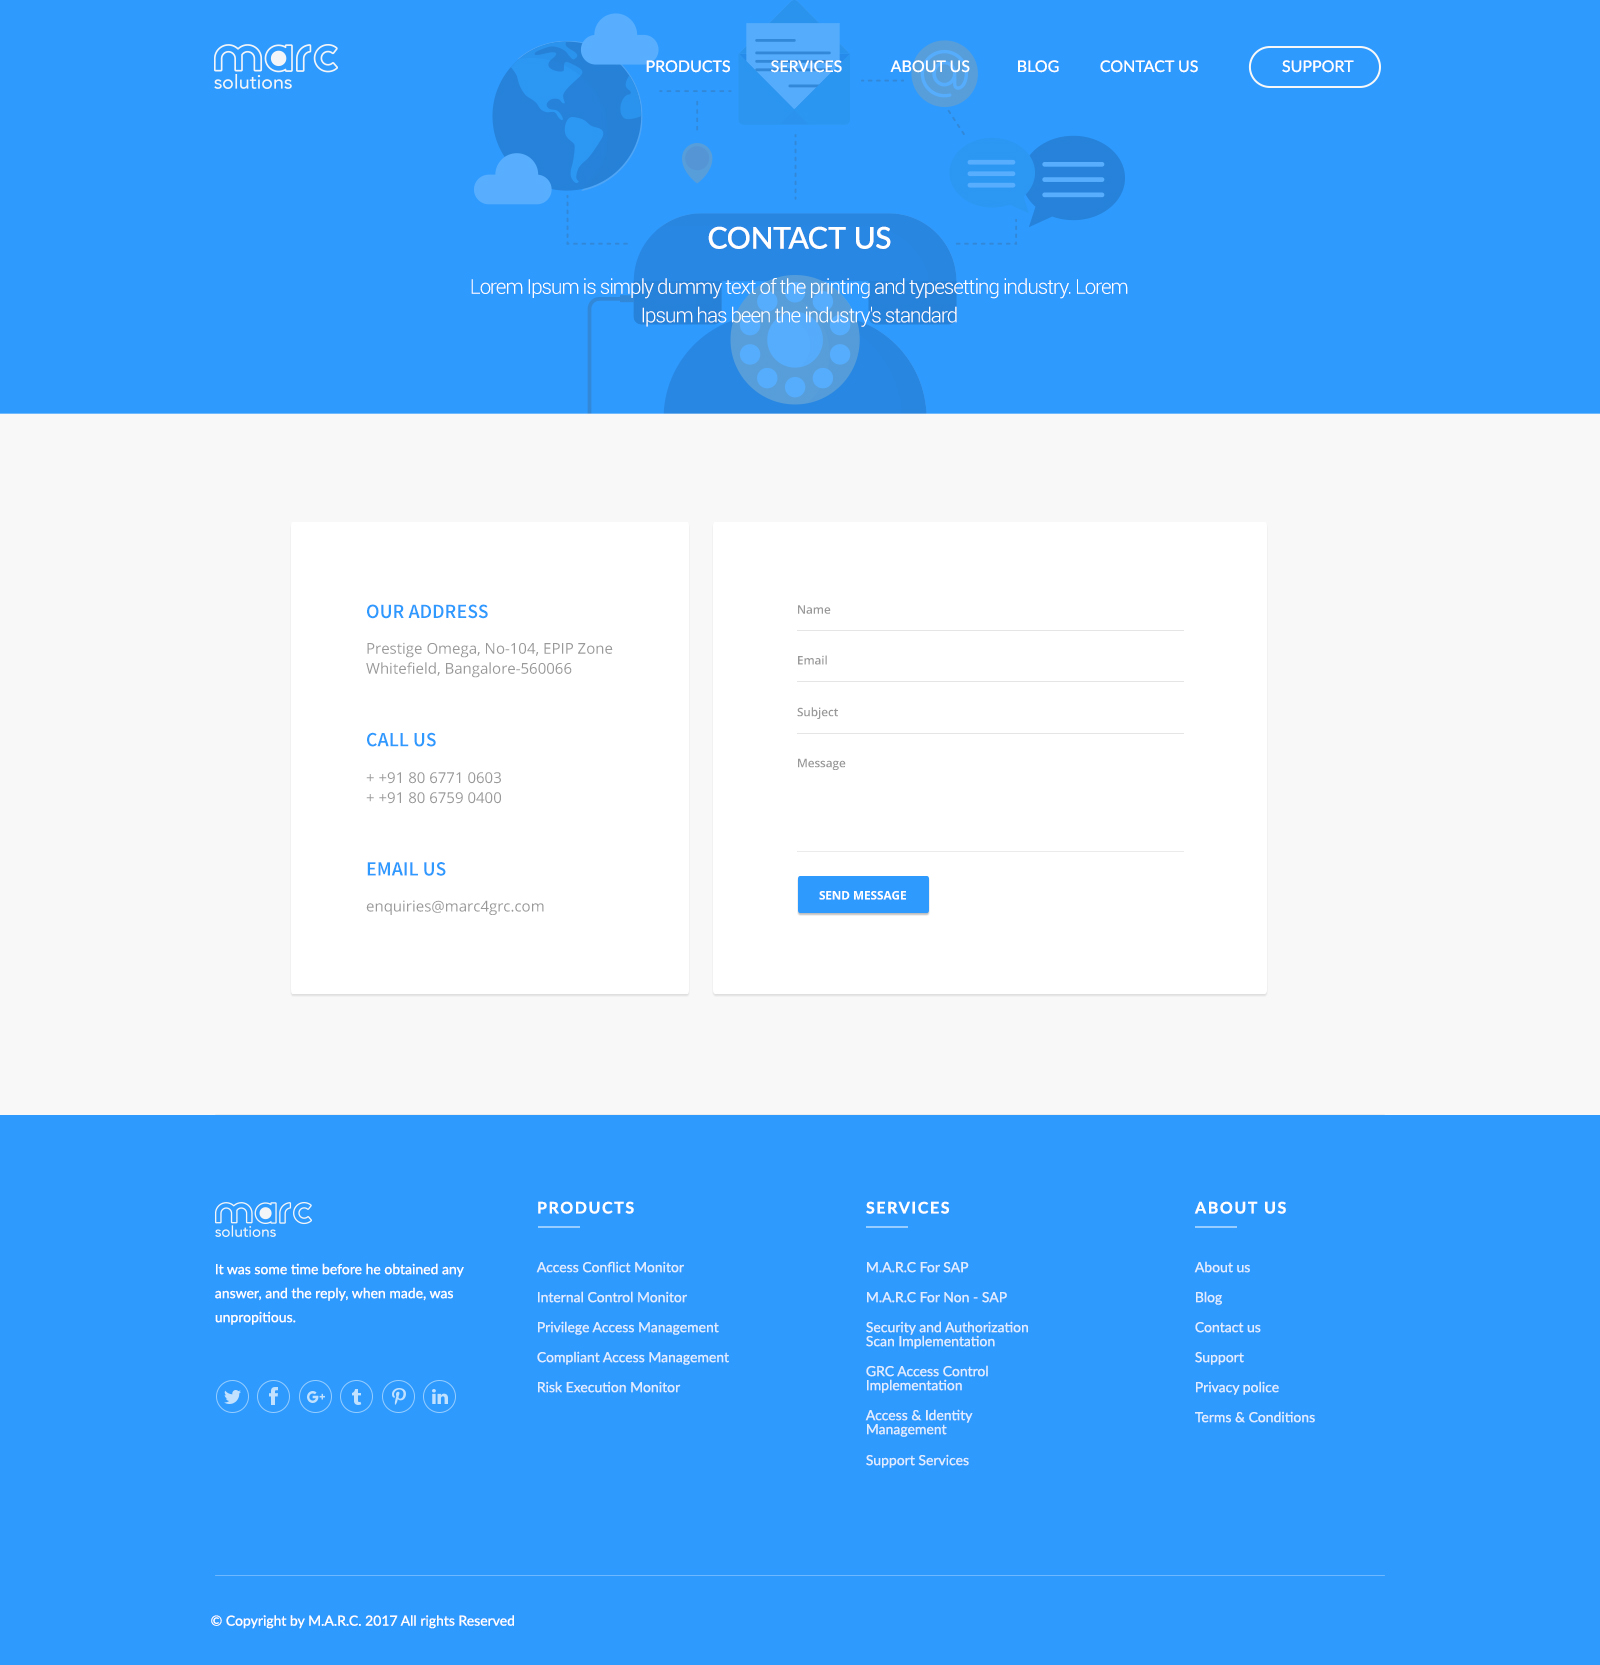 marc
solutions
PRODUCTS SERVICES ABOUT US BLOG CONTACT US SUPPORT
@
CONTACT US
Lorem Ipsum is simply dummy text of the printing and typesetting industry. Lorem
Ipsum has been the industry's standard
OUR ADDRESS
Prestige Omega, No-104, EPIP Zone
Whitefield, Bangalore-560066
CALL US
+ +91 80 6771 0603
+ +91 80 6759 0400
EMAIL US
enquiries@marc4grc.com
Name
Email
Subject
Message
SEND MESSAGE
marc
solutions
It was some time before he obtained any
answer, and the reply, when made, was
unpropitious.
PRODUCTS
Access Conflict Monitor
Internal Control Monitor
Privilege Access Management
Compliant Access Management
Risk Execution Monitor
SERVICES
M.A.R.C For SAP
M.A.R.C For Non - SAP
Security and Authorization
Scan Implementation
GRC Access Control
Implementation
Access & Identity
Management
Support Services
ABOUT US
About us
Blog
Contact us
Support
Privacy police
Terms & Conditions
© Copyright by M.A.R.C. 2017 All rights Reserved